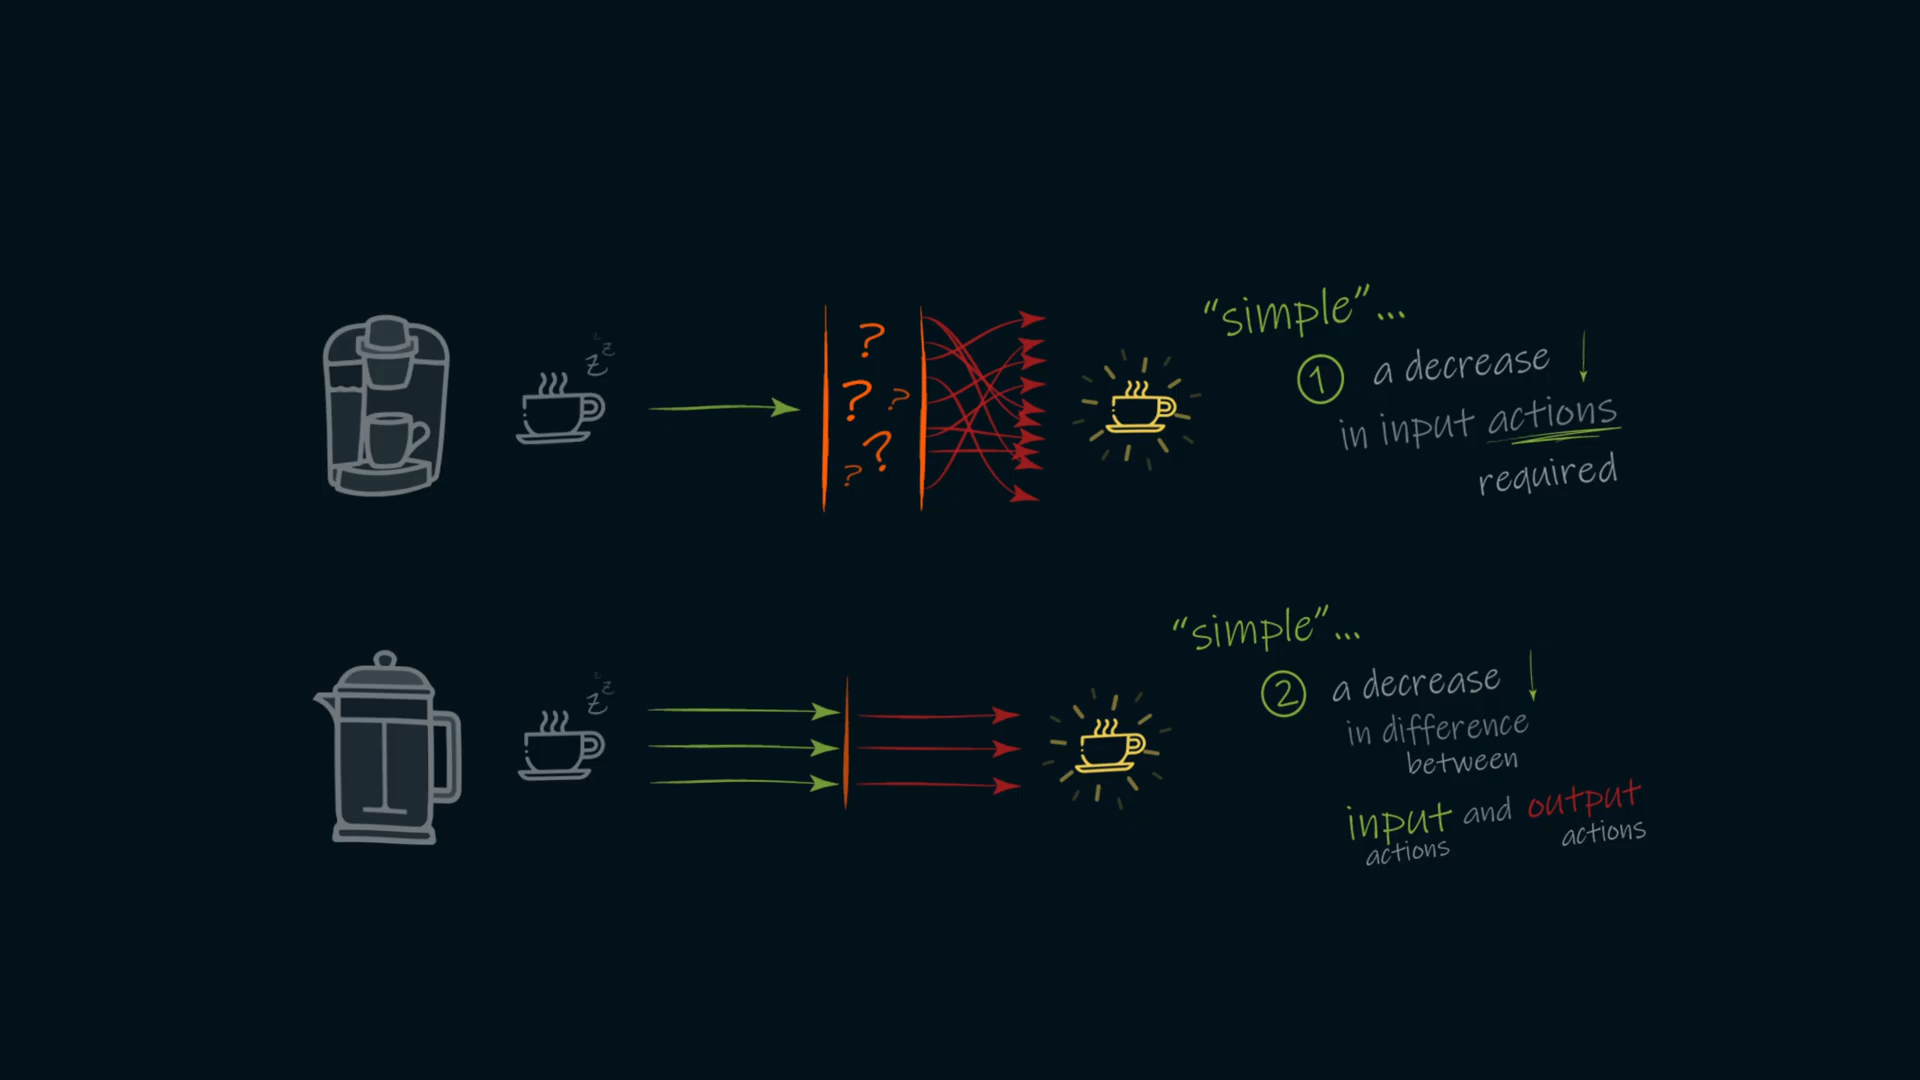 z z z
? ? ? ? ?
"simple"...
1 a decrease
in input actions
required
z z z
"simple"...
2 a decrease
in difference
between
input and output
actions actions